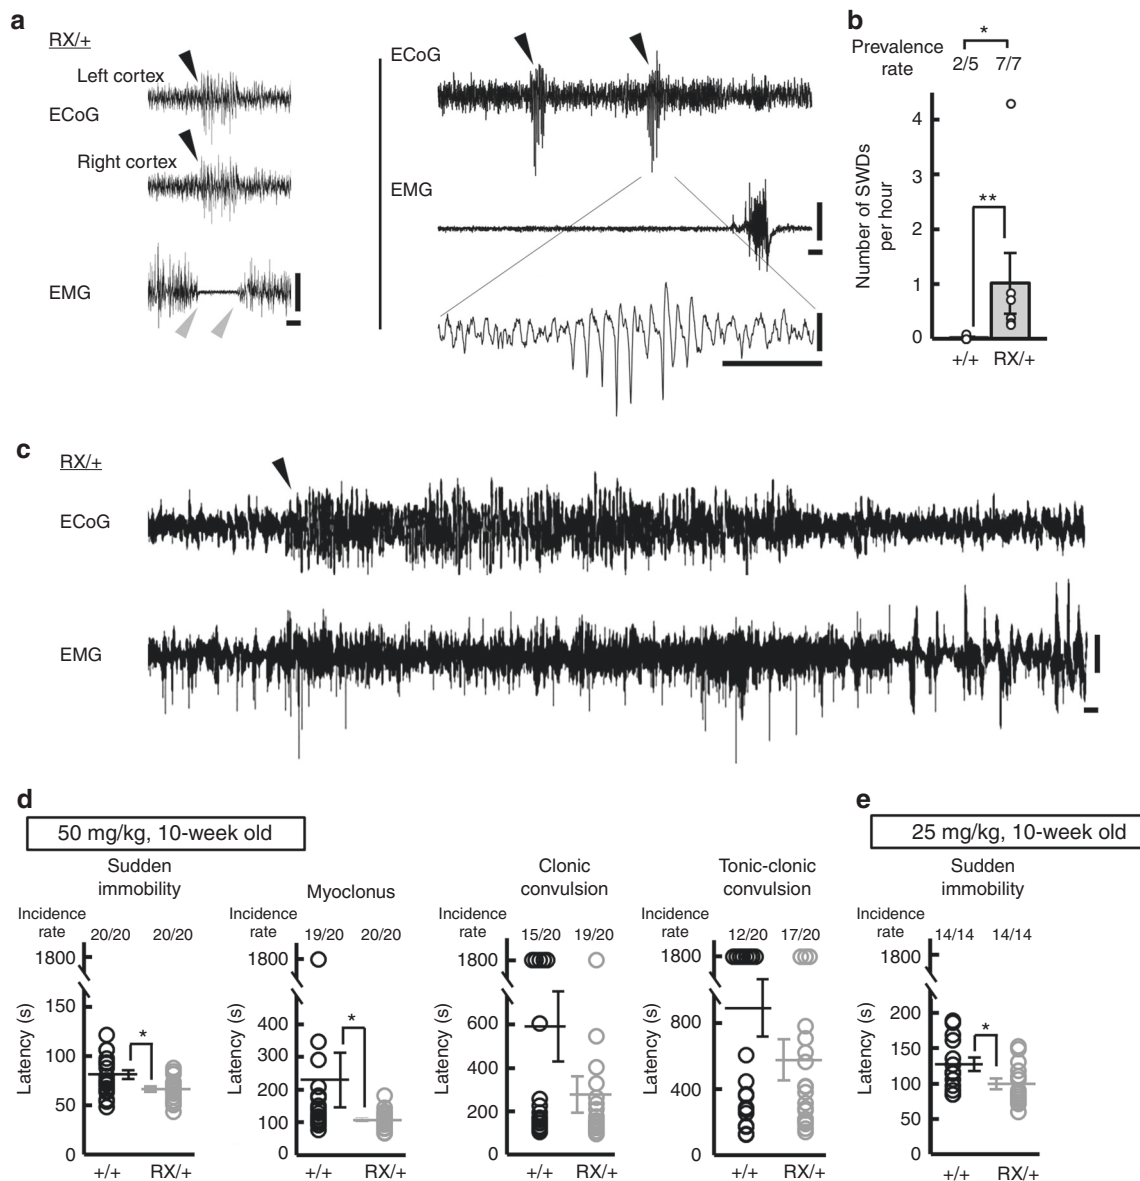 a
RX/+
Left cortex
ECoG
Right cortex
EMG
ECoG
EMG
b
Prevalence rate
*
2/5 7/7
Number of SWDs per hour
4
3
2
1
0
**
+/+ RX/+
c
RX/+
ECoG
EMG
d
50 mg/kg, 10-week old
Sudden
immobility
Incidence
rate
20/20 20/20
1800
150
100
50
0
Latency (s)
*
+/+ RX/+
Myoclonus
Incidence
rate
19/20 20/20
1800
400
300
200
100
0
Latency (s)
*
+/+ RX/+
Clonic
convulsion
Incidence
rate
15/20 19/20
1800
600
400
200
0
Latency (s)
+/+ RX/+
Tonic-clonic
convulsion
Incidence
rate
12/20 17/20
1800
800
400
0
Latency (s)
+/+ RX/+
e
25 mg/kg, 10-week old
Sudden
immobility
Incidence
rate
14/14 14/14
1800
200
150
100
50
0
Latency (s)
*
+/+ RX/+